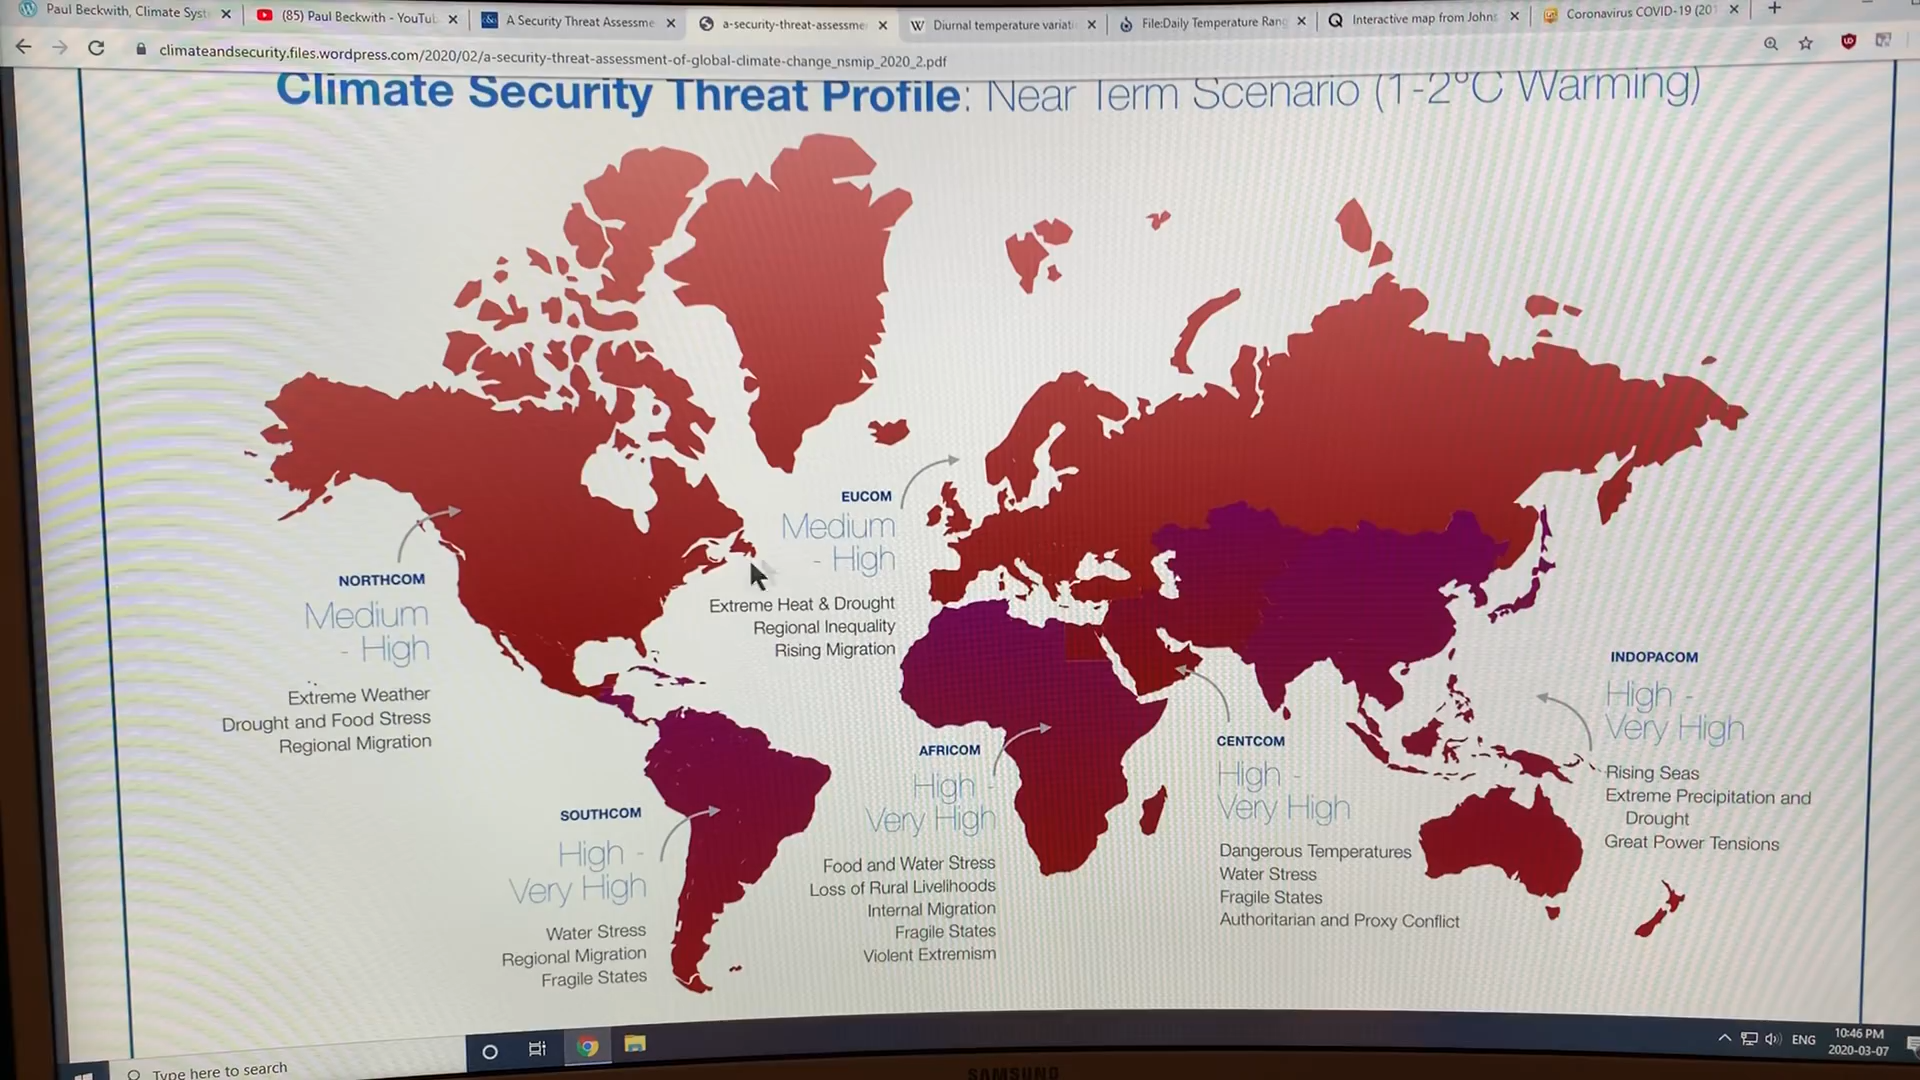 Paul Beckwith, Climate Syst
(85) Paul Beckwith - YouTub
A Security Threat Assessme
a-security-threat-assessme
Diurnal temperature variati
File:Daily Temperature Ran
Interactive map from Johns
Coronavirus COVID-19 (201
climateandsecurity.files.wordpress.com/2020/02/a-security-threat-assessment-of-global-climate-change_nsmip_2020_2.pdf
Climate Security Threat Profile: Near Term Scenario (1-2°C Warming)
EUCOM
Medium
- High
Extreme Heat & Drought
Regional Inequality
Rising Migration
NORTHCOM
Medium
- High
Extreme Weather
Drought and Food Stress
Regional Migration
INDOPACOM
High -
Very High
Rising Seas
Extreme Precipitation and
Drought
Great Power Tensions
CENTCOM
High -
Very High
Dangerous Temperatures
Water Stress
Fragile States
Authoritarian and Proxy Conflict
AFRICOM
High -
Very High
Food and Water Stress
Loss of Rural Livelihoods
Internal Migration
Fragile States
Violent Extremism
SOUTHCOM
High -
Very High
Water Stress
Regional Migration
Fragile States
Type here to search
ENG
10:46 PM
2020-03-07
SAMSUNG